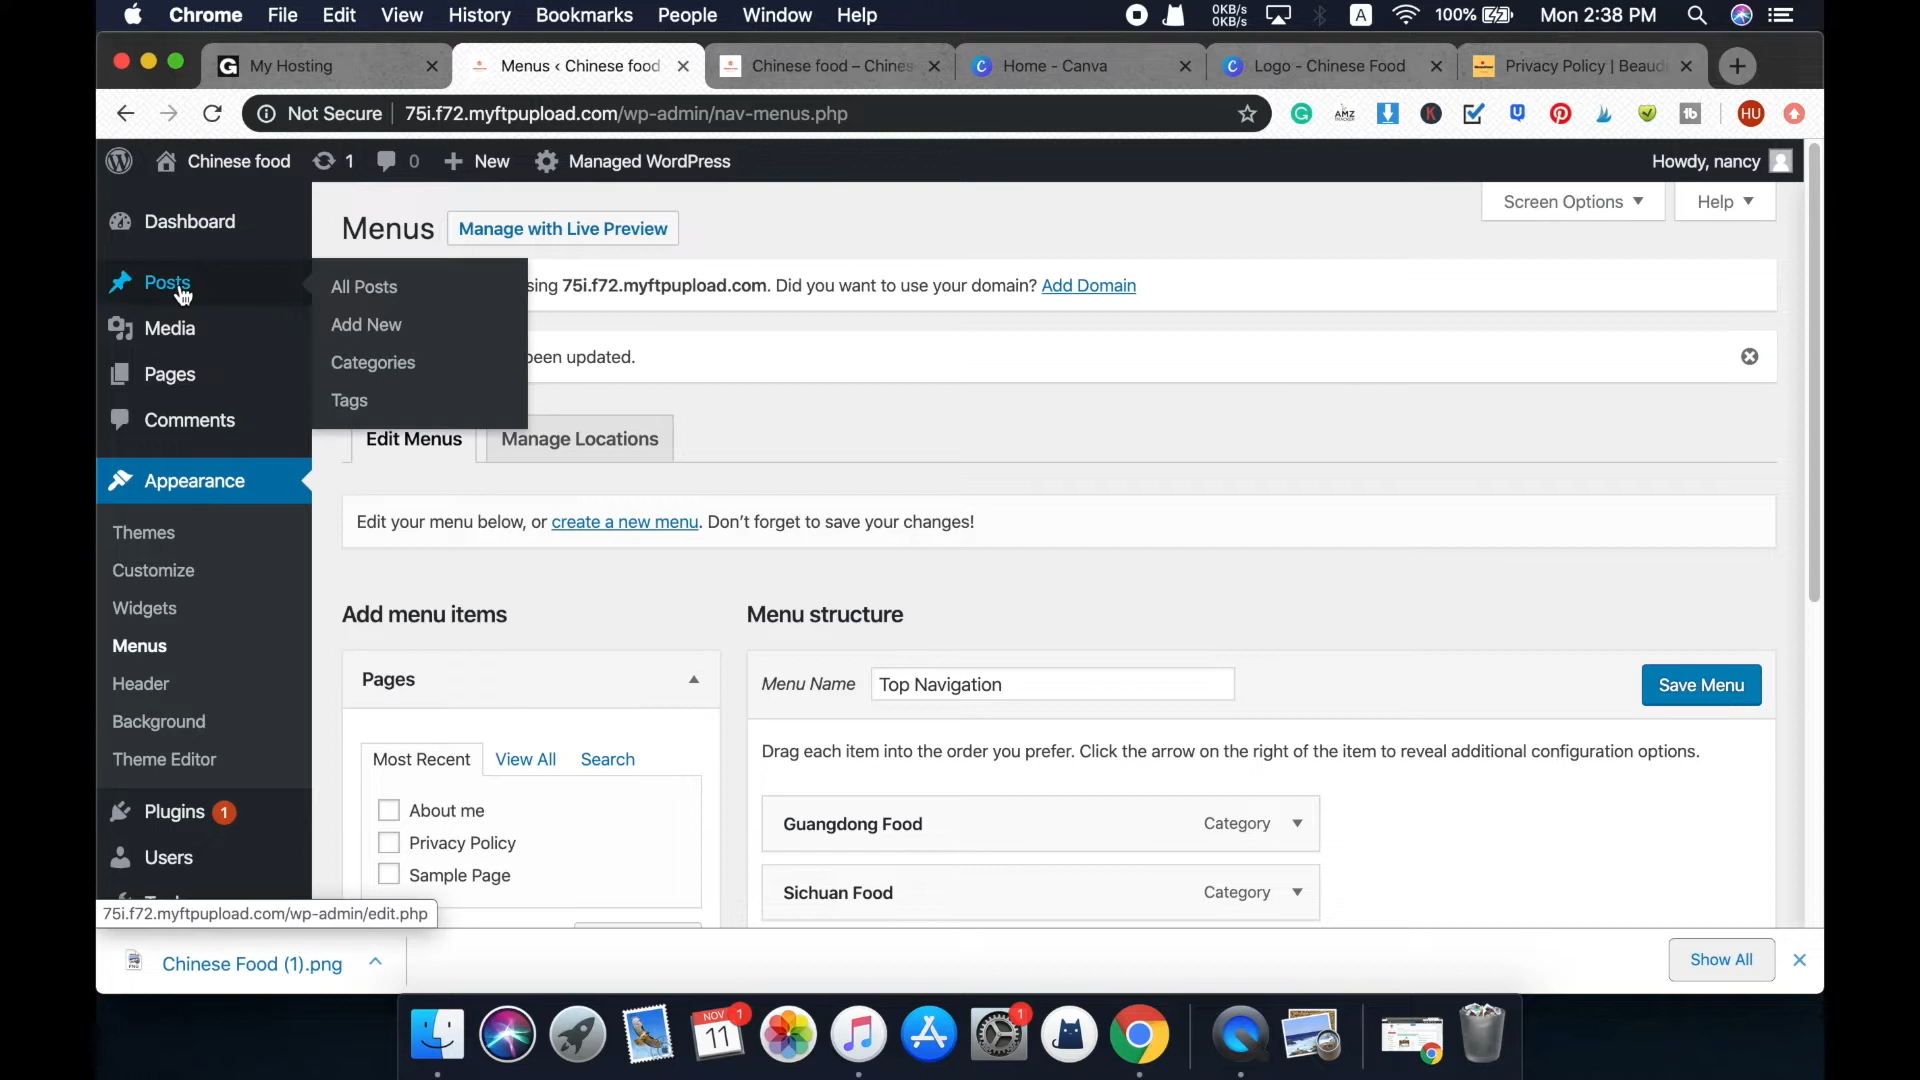 Chrome File Edit View History Bookmarks People Window Help 0KB/s 0KB/s A 100% Mon 2:38 PM
My Hosting Menus ‹ Chinese food Chinese food – Chines Home - Canva Logo - Chinese Food Privacy Policy | Beaud
Not Secure 75i.f72.myftpupload.com/wp-admin/nav-menus.php
Chinese food 1 0 New Managed WordPress Howdy, nancy
Dashboard
Posts
Media
Pages
Comments
Appearance
Themes
Customize
Widgets
Menus
Header
Background
Theme Editor
Plugins 1
Users
All Posts
Add New
Categories
Tags
Screen Options Help
Menus Manage with Live Preview
sing 75i.f72.myftpupload.com. Did you want to use your domain? Add Domain
been updated.
Edit Menus Manage Locations
Edit your menu below, or create a new menu. Don't forget to save your changes!
Add menu items
Pages
Most Recent View All Search
About me
Privacy Policy
Sample Page
Menu structure
Menu Name Top Navigation Save Menu
Drag each item into the order you prefer. Click the arrow on the right of the item to reveal additional configuration options.
Guangdong Food Category
Sichuan Food Category
75i.f72.myftpupload.com/wp-admin/edit.php
Chinese Food (1).png Show All
NOV 11 1 1